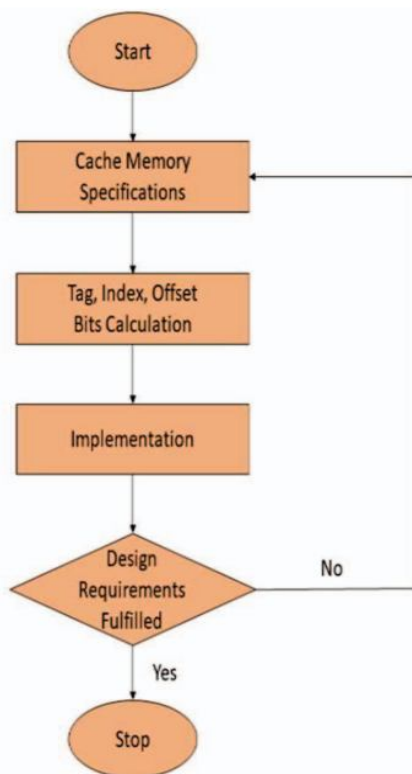 Start
Cache Memory
Specifications
Tag, Index, Offset
Bits Calculation
Implementation
Design
Requirements
Fulfilled
No
Yes
Stop